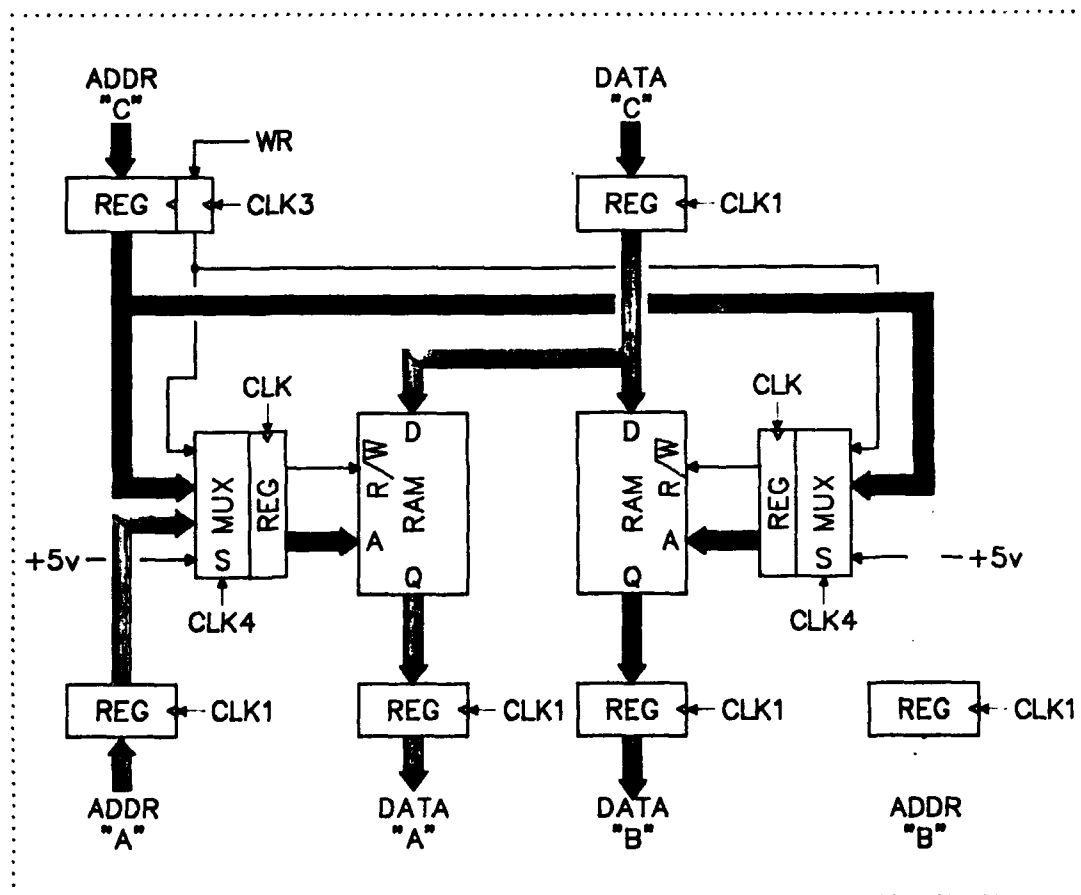 ADDR
"C"
DATA
"C"
WR
REG
CLK3
REG
CLK1
CLK
CLK
D
D
R/W̅
R/W̅
MUX
REG
RAM
RAM
REG
MUX
A
A
+5v
S
Q
Q
S
+5v
CLK4
CLK4
REG
CLK1
REG
CLK1
REG
CLK1
REG
CLK1
ADDR
"A"
DATA
"A"
DATA
"B"
ADDR
"B"